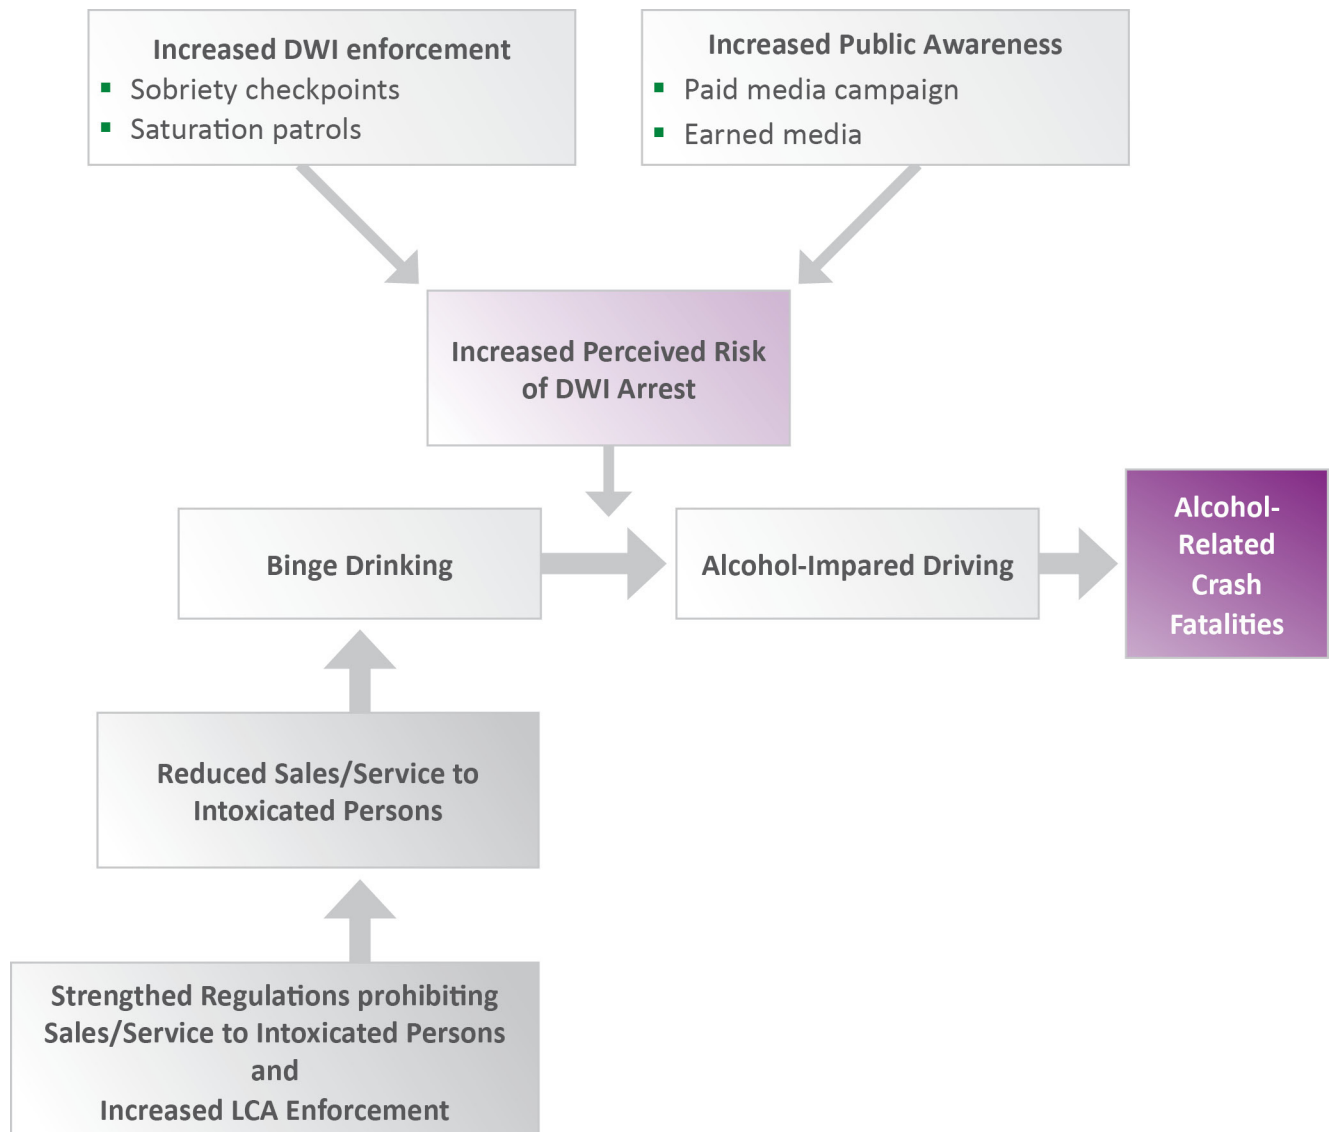 Increased DWI enforcement
▪ Sobriety checkpoints
▪ Saturation patrols
Increased Public Awareness
▪ Paid media campaign
▪ Earned media
Increased Perceived Risk
of DWI Arrest
Binge Drinking
Alcohol-Impared Driving
Alcohol-
Related
Crash
Fatalities
Reduced Sales/Service to
Intoxicated Persons
Strengthed Regulations prohibiting
Sales/Service to Intoxicated Persons
and
Increased LCA Enforcement